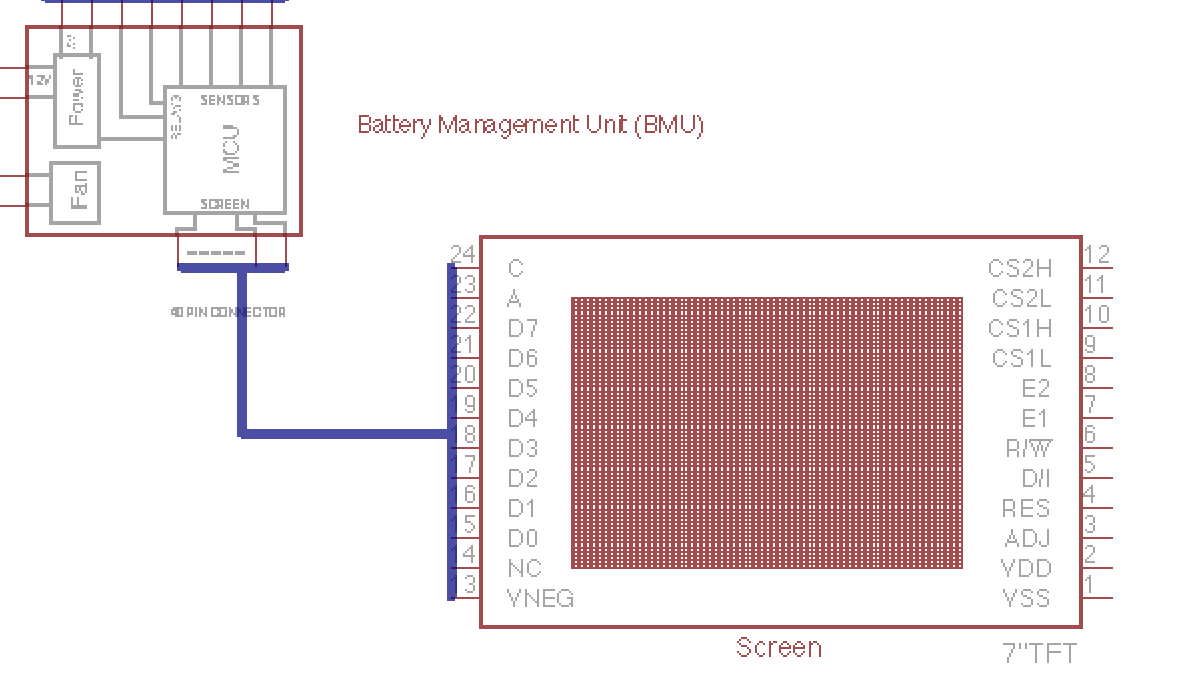 12V
Power
RELAYS
SENSORS
MCU
SCREEN
Fan
Battery Management Unit (BMU)
40 PIN CONNECTOR
24 C CS2H 12
23 A CS2L 11
22 D7 CS1H 10
21 D6 CS1L 9
20 D5 E2 8
19 D4 E1 7
18 D3 R/W 6
17 D2 D/I 5
16 D1 RES 4
15 D0 ADJ 3
14 NC VDD 2
13 VNEG VSS 1
Screen
7"TFT